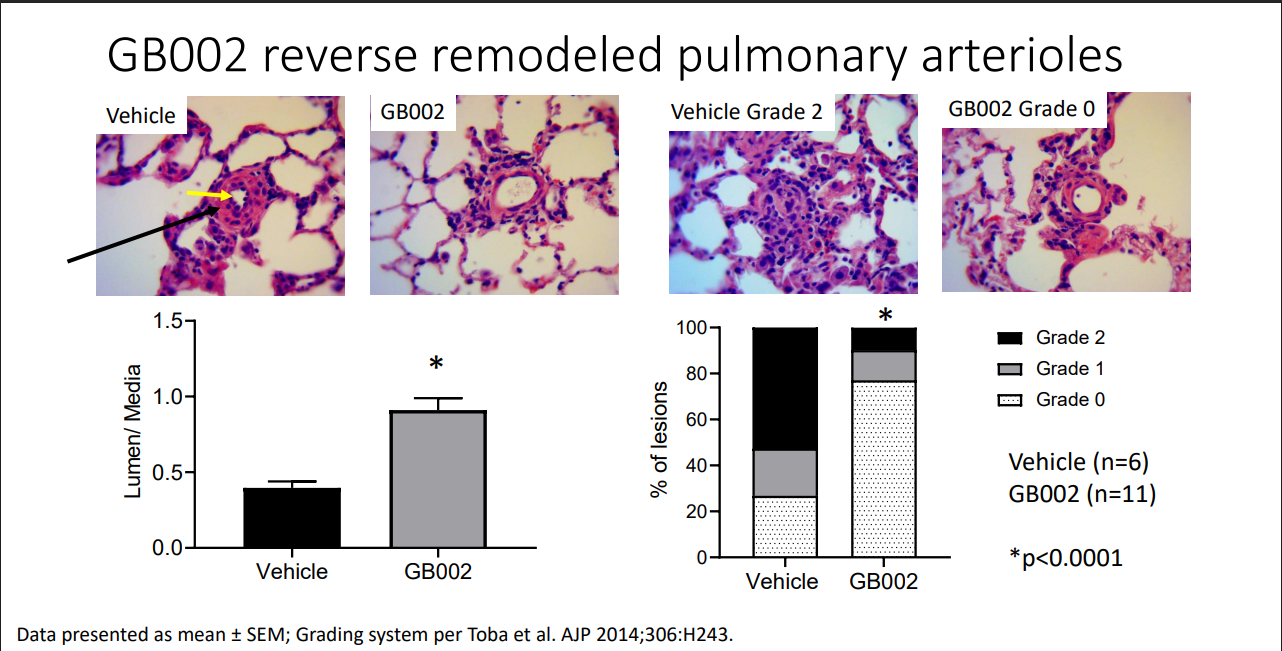 GB002 reverse remodeled pulmonary arterioles
Vehicle
GB002
Vehicle Grade 2
GB002 Grade 0
1.5
1.0
0.5
0.0
Lumen/ Media
*
Vehicle
GB002
100
80
60
40
20
0
% of lesions
*
Vehicle
GB002
Grade 2
Grade 1
Grade 0
Vehicle (n=6)
GB002 (n=11)
*p<0.0001
Data presented as mean ± SEM; Grading system per Toba et al. AJP 2014;306:H243.